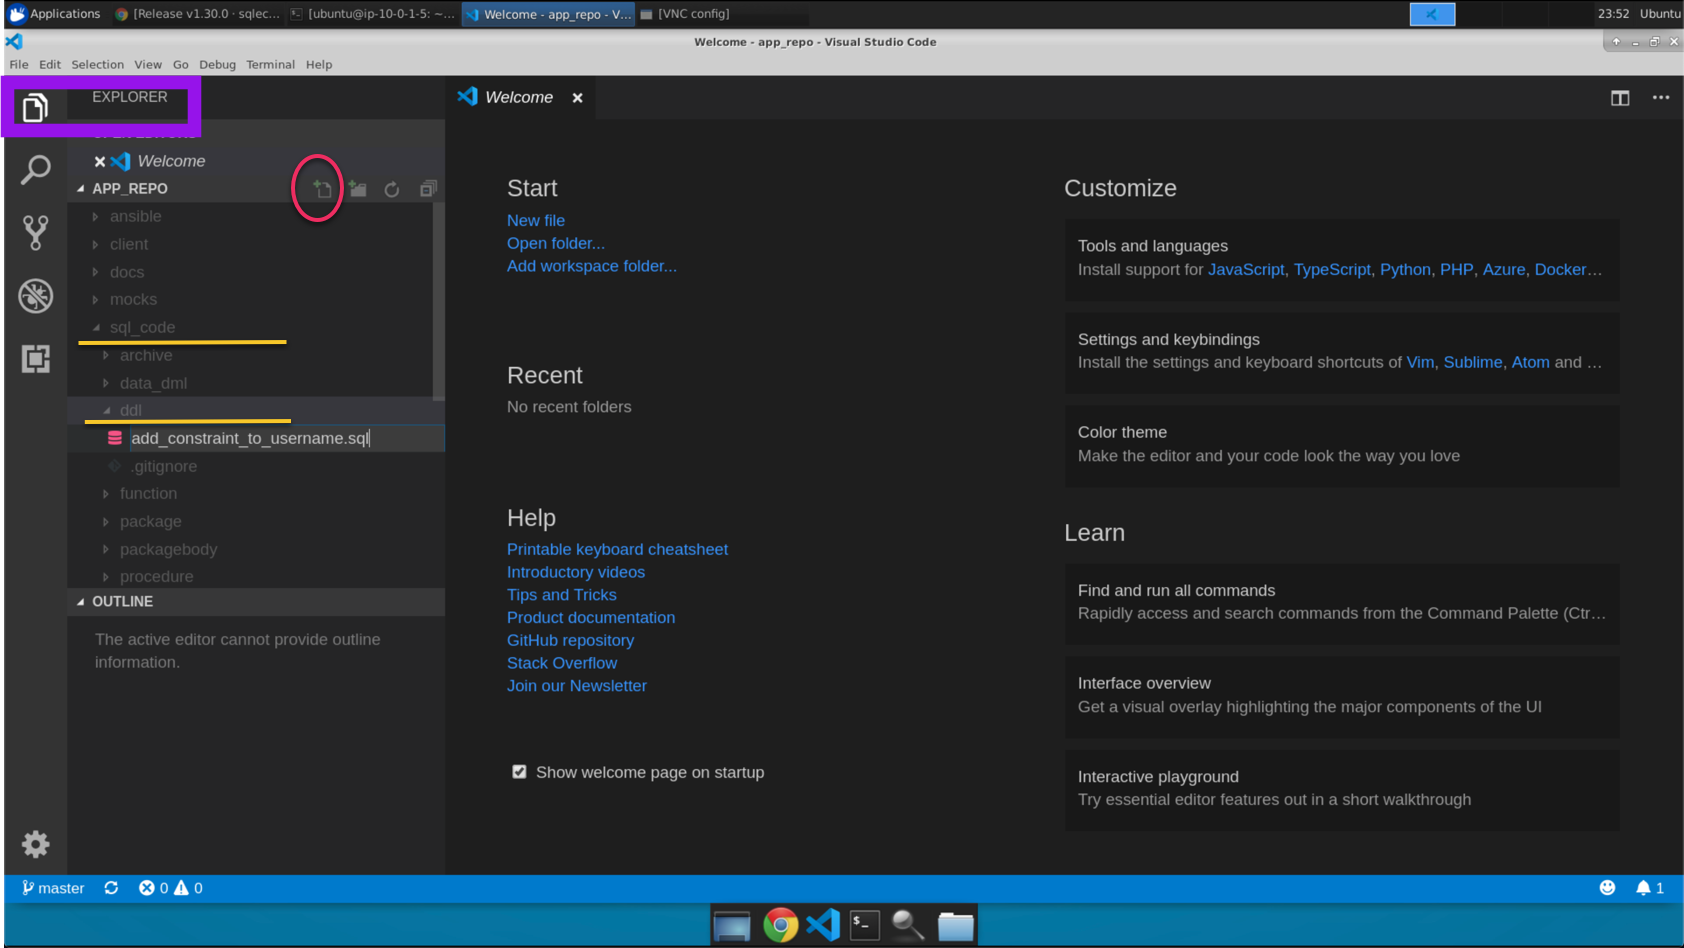 Applications [Release v1.30.0 · sqlec... [ubuntu@ip-10-0-1-5: ~... Welcome - app_repo - V... [VNC config] 23:52 Ubuntu
Welcome - app_repo - Visual Studio Code
File Edit Selection View Go Debug Terminal Help
EXPLORER
Welcome
OPEN EDITORS
Welcome
APP_REPO
ansible
client
docs
mocks
sql_code
archive
data_dml
ddl
add_constraint_to_username.sql
.gitignore
function
package
packagebody
procedure
OUTLINE
The active editor cannot provide outline
information.
Start
New file
Open folder...
Add workspace folder...
Recent
No recent folders
Help
Printable keyboard cheatsheet
Introductory videos
Tips and Tricks
Product documentation
GitHub repository
Stack Overflow
Join our Newsletter
Show welcome page on startup
Customize
Tools and languages
Install support for JavaScript, TypeScript, Python, PHP, Azure, Docker…
Settings and keybindings
Install the settings and keyboard shortcuts of Vim, Sublime, Atom and …
Color theme
Make the editor and your code look the way you love
Learn
Find and run all commands
Rapidly access and search commands from the Command Palette (Ctr…
Interface overview
Get a visual overlay highlighting the major components of the UI
Interactive playground
Try essential editor features out in a short walkthrough
master 0 0 1
$_